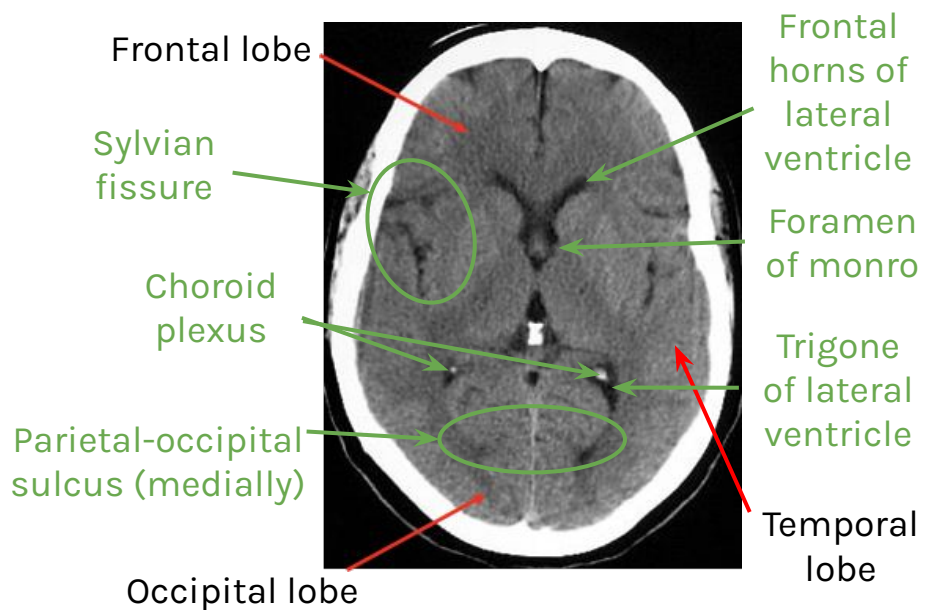 Frontal lobe
Sylvian
fissure
Choroid
plexus
Parietal-occipital
sulcus (medially)
Occipital lobe
Frontal
horns of
lateral
ventricle
Foramen
of monro
Trigone
of lateral
ventricle
Temporal
lobe